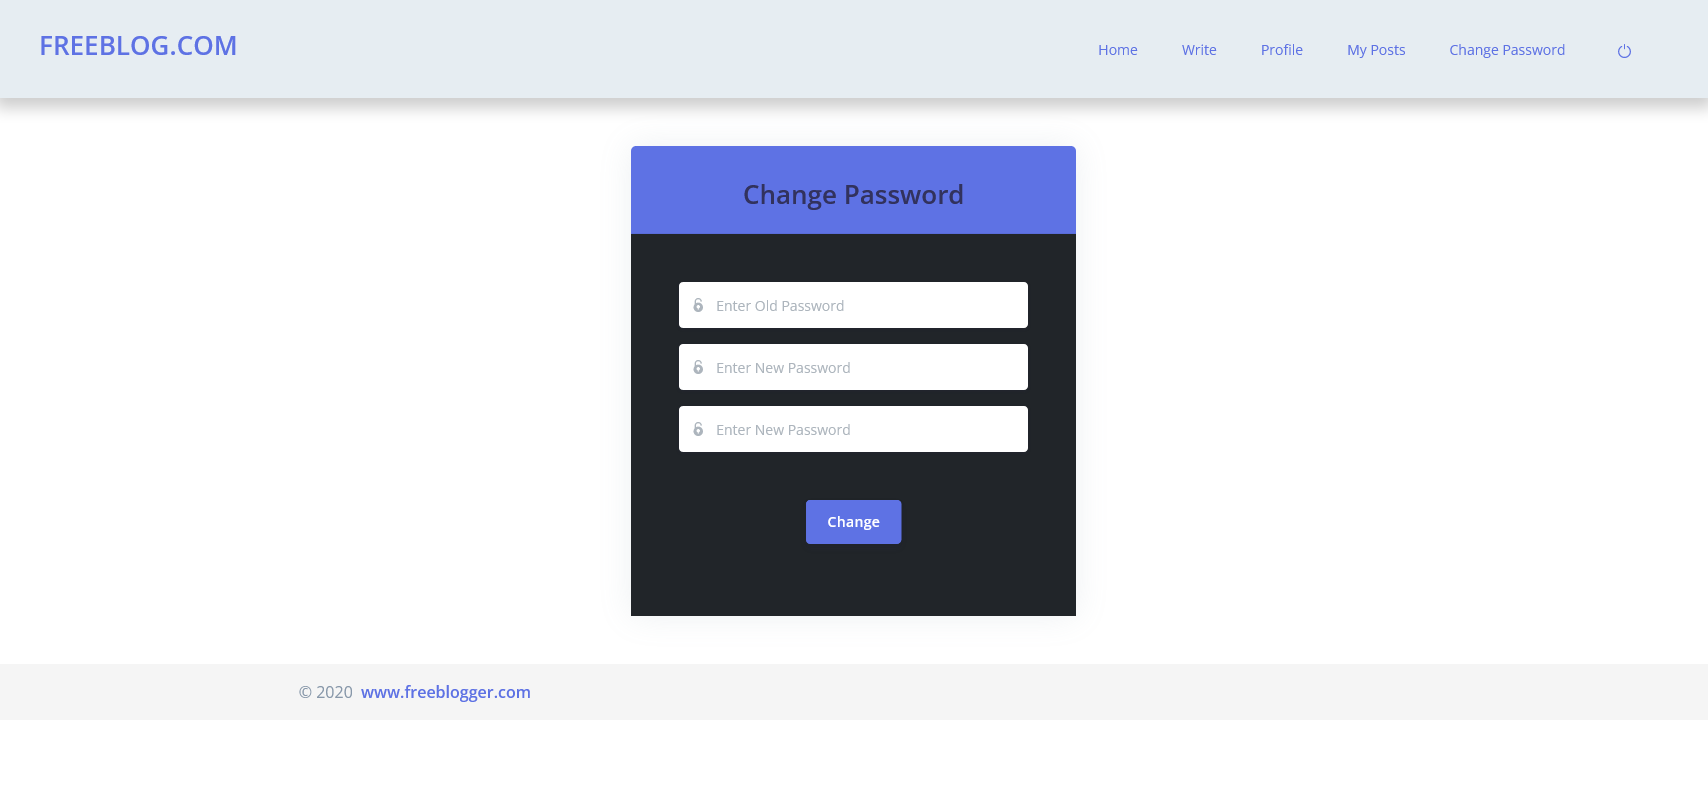 FREEBLOG.COM
Home Write Profile My Posts Change Password
Change Password
Enter Old Password
Enter New Password
Enter New Password
Change
© 2020 www.freeblogger.com